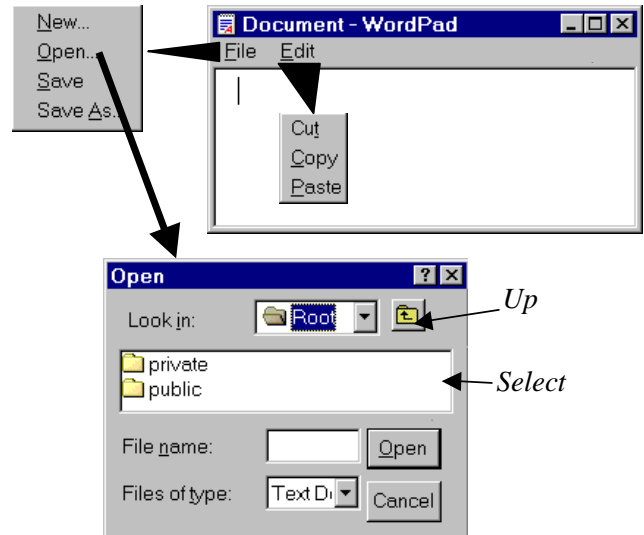 New...
Open...
Save
Save As..
Document - WordPad
File Edit
Cut
Copy
Paste
Open
Look in: Root
Up
private
public
Select
File name: Open
Files of type: Text D Cancel